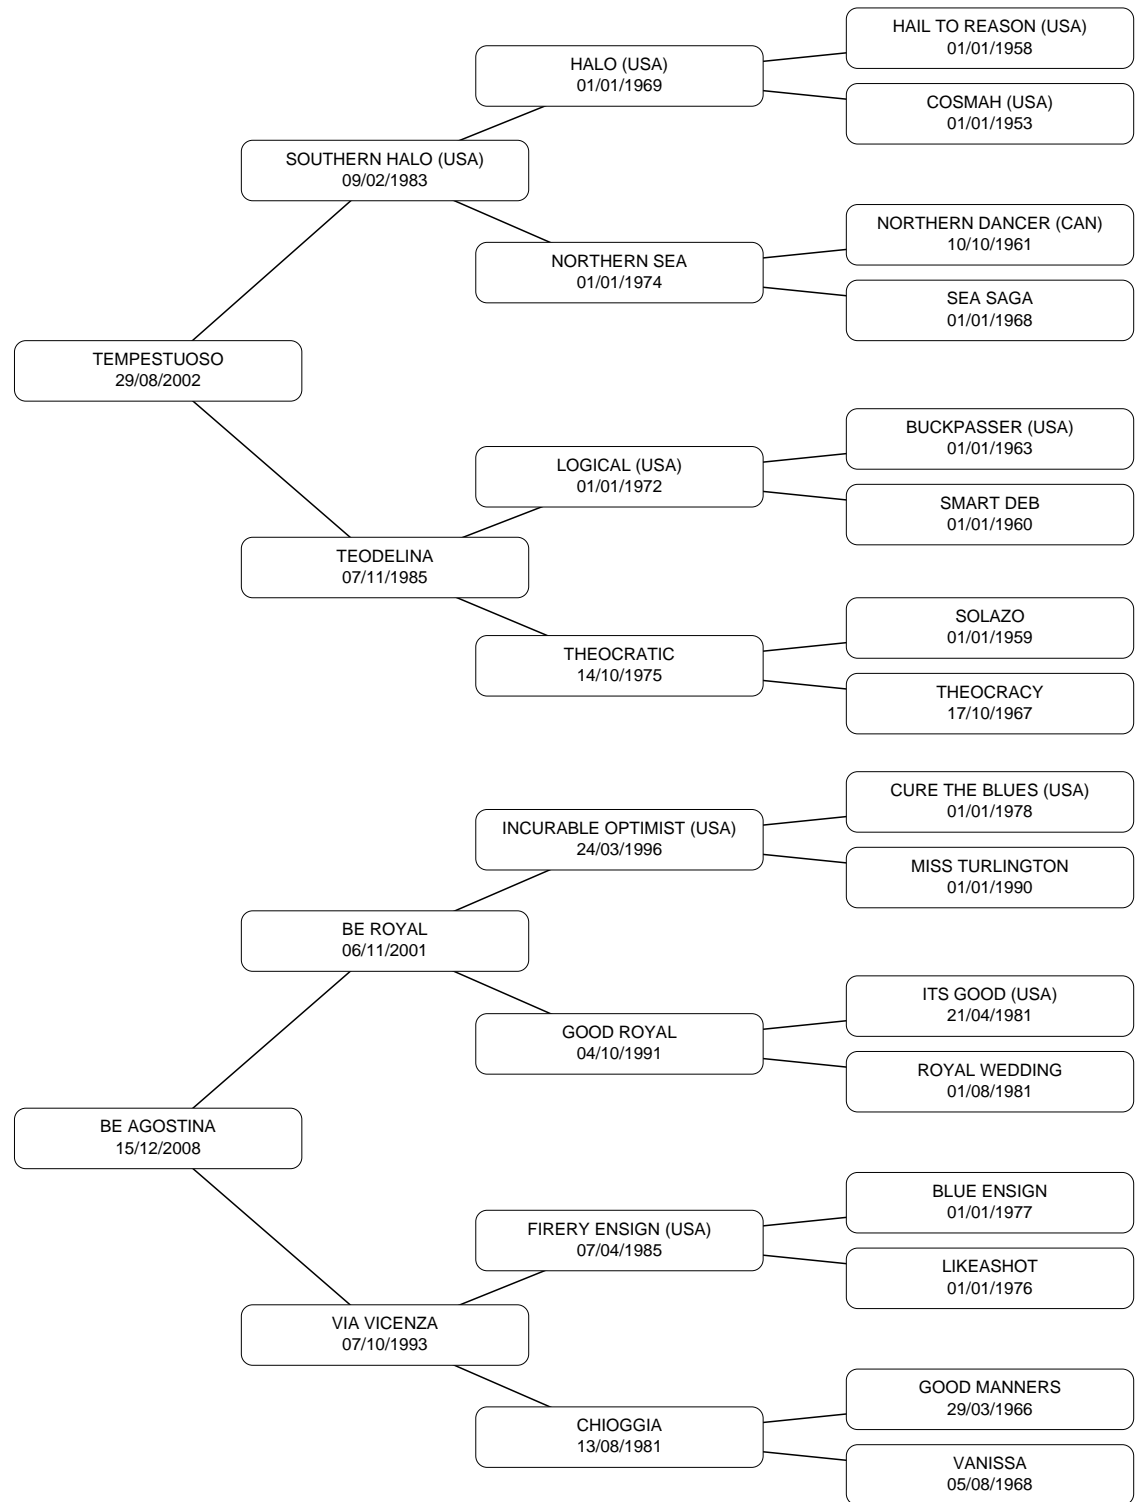 HAIL TO REASON (USA)
01/01/1958
HALO (USA)
01/01/1969
COSMAH (USA)
01/01/1953
SOUTHERN HALO (USA)
09/02/1983
NORTHERN DANCER (CAN)
10/10/1961
NORTHERN SEA
01/01/1974
SEA SAGA
01/01/1968
TEMPESTUOSO
29/08/2002
BUCKPASSER (USA)
01/01/1963
LOGICAL (USA)
01/01/1972
SMART DEB
01/01/1960
TEODELINA
07/11/1985
SOLAZO
01/01/1959
THEOCRATIC
14/10/1975
THEOCRACY
17/10/1967
CURE THE BLUES (USA)
01/01/1978
INCURABLE OPTIMIST (USA)
24/03/1996
MISS TURLINGTON
01/01/1990
BE ROYAL
06/11/2001
ITS GOOD (USA)
21/04/1981
GOOD ROYAL
04/10/1991
ROYAL WEDDING
01/08/1981
BE AGOSTINA
15/12/2008
BLUE ENSIGN
01/01/1977
FIRERY ENSIGN (USA)
07/04/1985
LIKEASHOT
01/01/1976
VIA VICENZA
07/10/1993
GOOD MANNERS
29/03/1966
CHIOGGIA
13/08/1981
VANISSA
05/08/1968